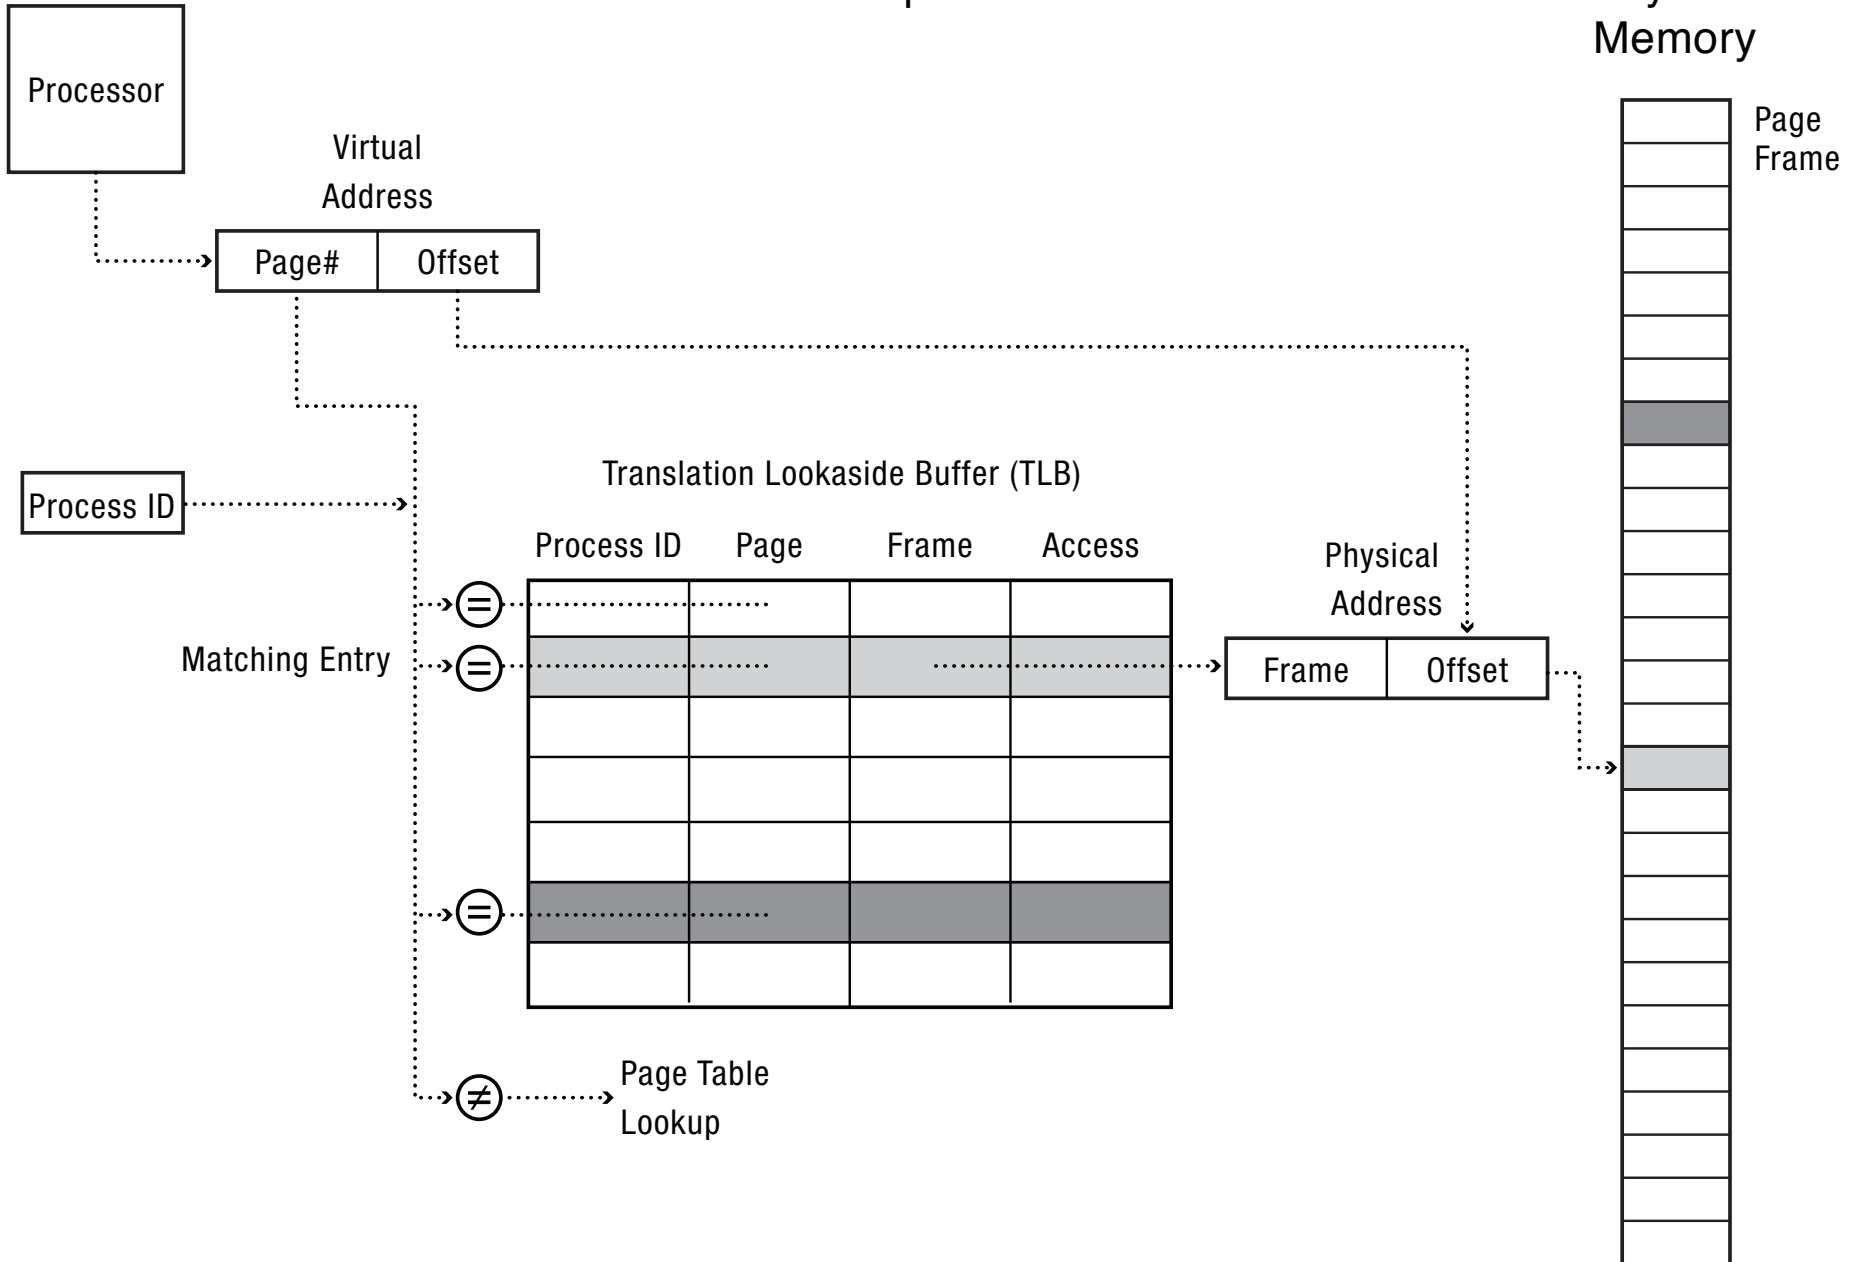 Memory
Processor
Page
Frame
Virtual
Address
Page# Offset
Process ID
Translation Lookaside Buffer (TLB)
Process ID Page Frame Access
Physical
Address
=
Matching Entry
=
Frame Offset
=
≠
Page Table
Lookup